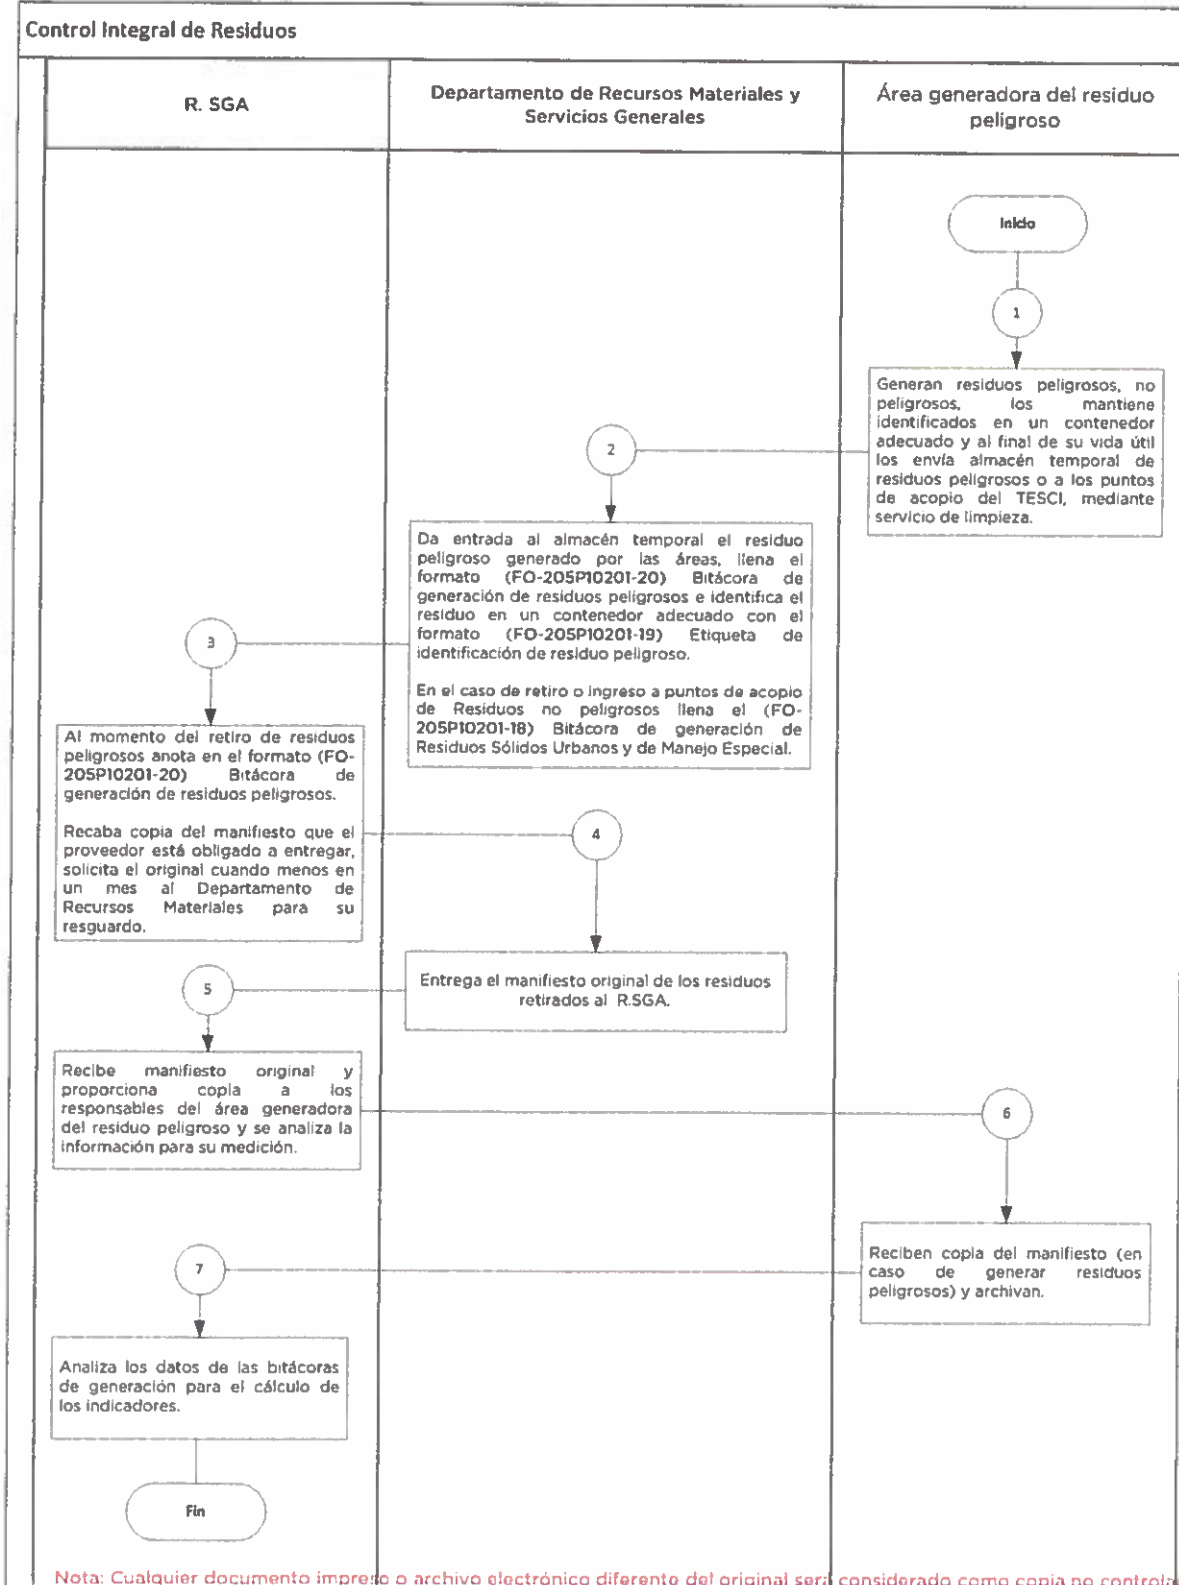 Control Integral de Residuos
R. SGA
Departamento de Recursos Materiales y
Servicios Generales
Área generadora del residuo
peligroso
Inicio
1
Generan residuos peligrosos, no
peligrosos, los mantiene
identificados en un contenedor
adecuado y al final de su vida útil
los envía almacén temporal de
residuos peligrosos o a los puntos
de acopio del TESCI, mediante
servicio de limpieza.
2
Da entrada al almacén temporal el residuo
peligroso generado por las áreas, llena el
formato (FO-205P10201-20) Bitácora de
generación de residuos peligrosos e identifica el
residuo en un contenedor adecuado con el
formato (FO-205P10201-19) Etiqueta de
identificación de residuo peligroso.
En el caso de retiro o ingreso a puntos de acopio
de Residuos no peligrosos llena el (FO-
205P10201-18) Bitácora de generación de
Residuos Sólidos Urbanos y de Manejo Especial.
3
Al momento del retiro de residuos
peligrosos anota en el formato (FO-
205P10201-20) Bitácora de
generación de residuos peligrosos.
Recaba copia del manifiesto que el
proveedor está obligado a entregar,
solicita el original cuando menos en
un mes al Departamento de
Recursos Materiales para su
resguardo.
4
Entrega el manifiesto original de los residuos
retirados al R.SGA.
5
Recibe manifiesto original y
proporciona copia a los
responsables del área generadora
del residuo peligroso y se analiza la
información para su medición.
6
Reciben copia del manifiesto (en
caso de generar residuos
peligrosos) y archivan.
7
Analiza los datos de las bitácoras
de generación para el cálculo de
los indicadores.
Fin
Nota: Cualquier documento impreso o archivo electrónico diferente del original será considerado como copia no controla